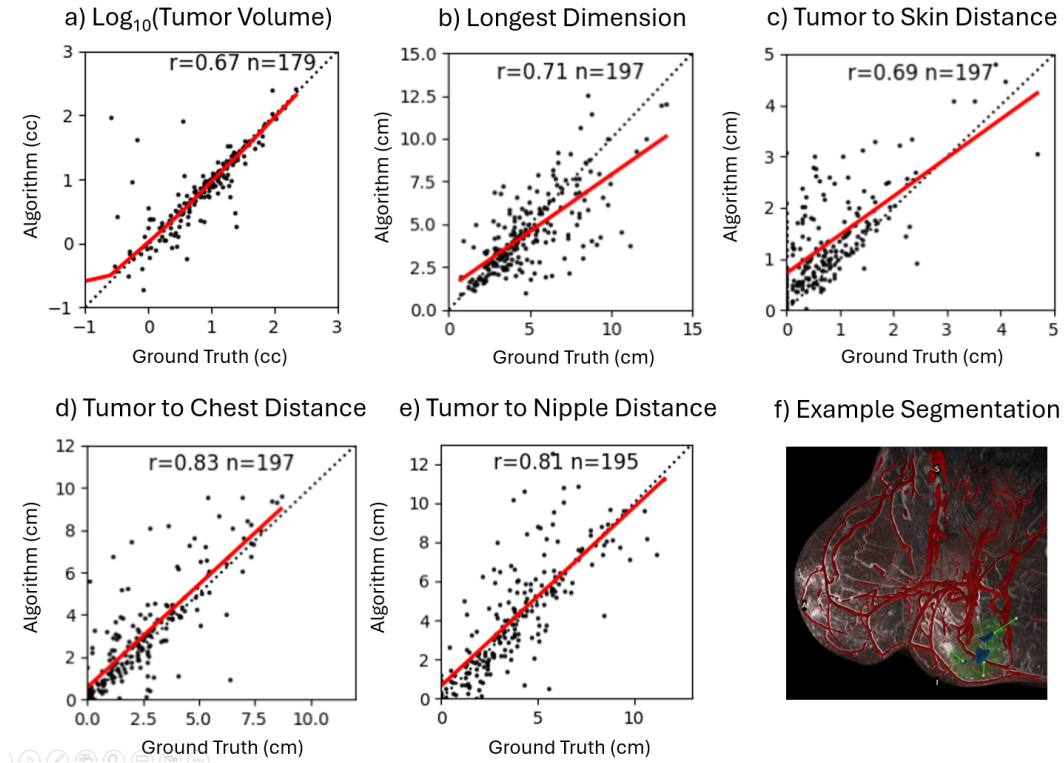 a) Log₁₀(Tumor Volume)
r=0.67 n=179
3
2
1
0
−1
Algorithm (cc)
−1 0 1 2 3
Ground Truth (cc)
b) Longest Dimension
r=0.71 n=197
15.0
12.5
10.0
7.5
5.0
2.5
0.0
Algorithm (cm)
0 5 10 15
Ground Truth (cm)
c) Tumor to Skin Distance
r=0.69 n=197
5
4
3
2
1
0
Algorithm (cm)
0 1 2 3 4 5
Ground Truth (cm)
d) Tumor to Chest Distance
r=0.83 n=197
12
10
8
6
4
2
0
Algorithm (cm)
0.0 2.5 5.0 7.5 10.0
Ground Truth (cm)
e) Tumor to Nipple Distance
r=0.81 n=195
12
10
8
6
4
2
0
Algorithm (cm)
0 5 10
Ground Truth (cm)
f) Example Segmentation
S
A
I